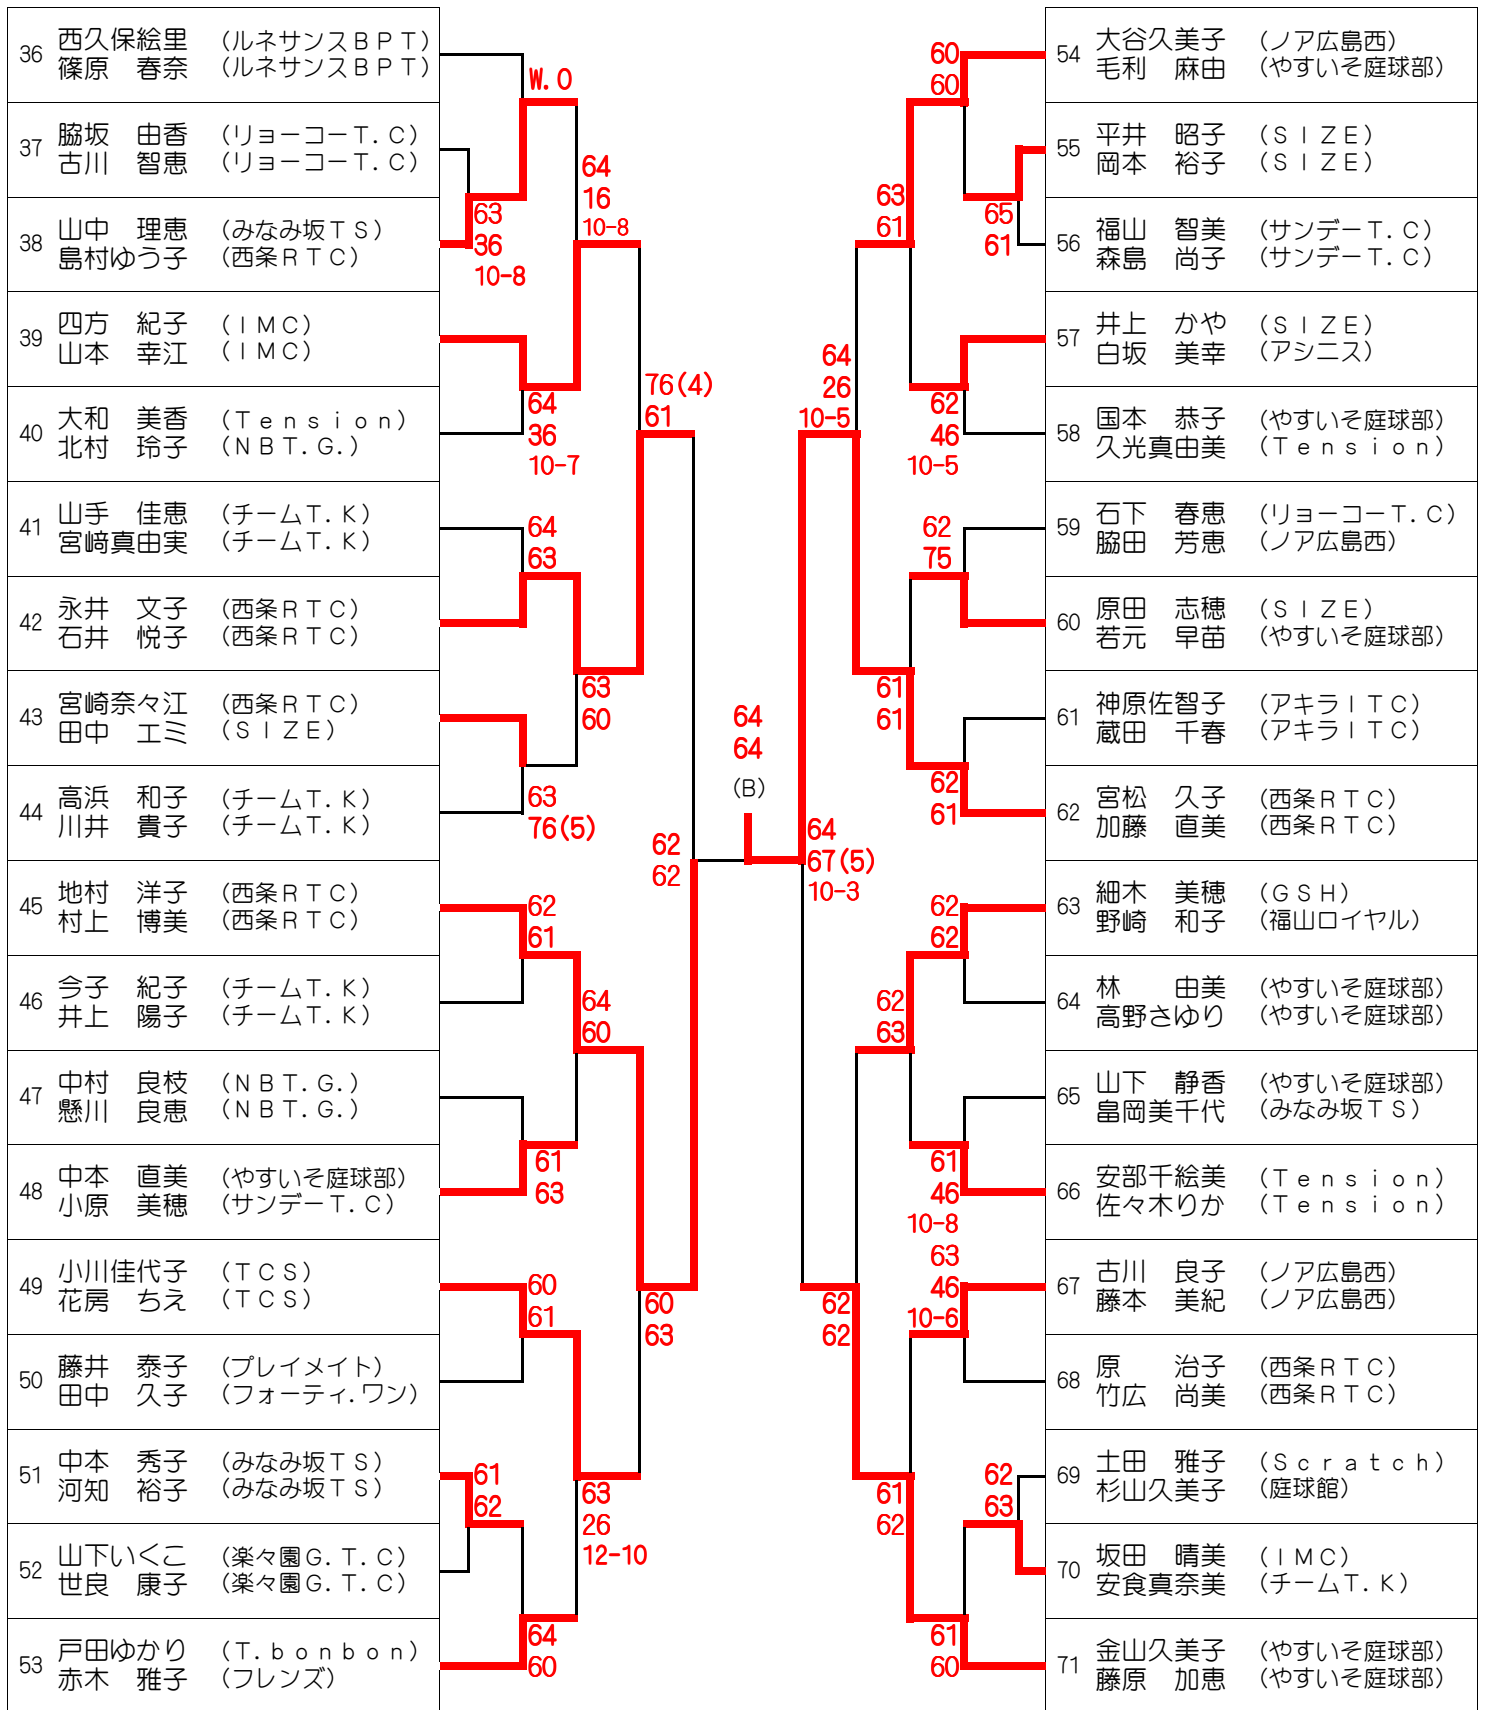 36 西久保絵里 (ルネサンスＢＰＴ)
篠原　春奈 (ルネサンスＢＰＴ)
37 脇坂　由香 (リョーコーＴ.Ｃ)
古川　智恵 (リョーコーＴ.Ｃ)
38 山中　理恵 (みなみ坂ＴＳ)
島村ゆう子 (西条ＲＴＣ)
39 四方　紀子 (ＩＭＣ)
山本　幸江 (ＩＭＣ)
40 大和　美香 (Ｔｅｎｓｉｏｎ)
北村　玲子 (ＮＢＴ.Ｇ.)
41 山手　佳恵 (チームＴ.Ｋ)
宮﨑真由実 (チームＴ.Ｋ)
42 永井　文子 (西条ＲＴＣ)
石井　悦子 (西条ＲＴＣ)
43 宮崎奈々江 (西条ＲＴＣ)
田中　エミ (ＳＩＺＥ)
44 高浜　和子 (チームＴ.Ｋ)
川井　貴子 (チームＴ.Ｋ)
45 地村　洋子 (西条ＲＴＣ)
村上　博美 (西条ＲＴＣ)
46 今子　紀子 (チームＴ.Ｋ)
井上　陽子 (チームＴ.Ｋ)
47 中村　良枝 (ＮＢＴ.Ｇ.)
懸川　良恵 (ＮＢＴ.Ｇ.)
48 中本　直美 (やすいそ庭球部)
小原　美穂 (サンデーＴ.Ｃ)
49 小川佳代子 (ＴＣＳ)
花房　ちえ (ＴＣＳ)
50 藤井　泰子 (プレイメイト)
田中　久子 (フォーティ.ワン)
51 中本　秀子 (みなみ坂ＴＳ)
河知　裕子 (みなみ坂ＴＳ)
52 山下いくこ (楽々園Ｇ.Ｔ.Ｃ)
世良　康子 (楽々園Ｇ.Ｔ.Ｃ)
53 戸田ゆかり (Ｔ.ｂｏｎｂｏｎ)
赤木　雅子 (フレンズ)
W.O
63
36
10-8
64
36
10-7
64
63
63
76(5)
62
61
61
63
60
61
61
62
64
60
64
16
10-8
63
60
64
60
63
26
12-10
76(4)
61
60
63
62
62
64
64
(B)
64
67(5)
10-3
64
26
10-5
62
62
63
61
61
61
62
63
61
62
60
60
65
61
62
46
10-5
62
75
62
61
62
62
61
46
10-8
63
46
10-6
62
63
61
60
54 大谷久美子 (ノア広島西)
毛利　麻由 (やすいそ庭球部)
55 平井　昭子 (ＳＩＺＥ)
岡本　裕子 (ＳＩＺＥ)
56 福山　智美 (サンデーＴ.Ｃ)
森島　尚子 (サンデーＴ.Ｃ)
57 井上　かや (ＳＩＺＥ)
白坂　美幸 (アシニス)
58 国本　恭子 (やすいそ庭球部)
久光真由美 (Ｔｅｎｓｉｏｎ)
59 石下　春恵 (リョーコーＴ.Ｃ)
脇田　芳恵 (ノア広島西)
60 原田　志穂 (ＳＩＺＥ)
若元　早苗 (やすいそ庭球部)
61 神原佐智子 (アキラＩＴＣ)
蔵田　千春 (アキラＩＴＣ)
62 宮松　久子 (西条ＲＴＣ)
加藤　直美 (西条ＲＴＣ)
63 細木　美穂 (ＧＳＨ)
野崎　和子 (福山ロイヤル)
64 林　　由美 (やすいそ庭球部)
高野さゆり (やすいそ庭球部)
65 山下　静香 (やすいそ庭球部)
畠岡美千代 (みなみ坂ＴＳ)
66 安部千絵美 (Ｔｅｎｓｉｏｎ)
佐々木りか (Ｔｅｎｓｉｏｎ)
67 古川　良子 (ノア広島西)
藤本　美紀 (ノア広島西)
68 原　　治子 (西条ＲＴＣ)
竹広　尚美 (西条ＲＴＣ)
69 土田　雅子 (Ｓｃｒａｔｃｈ)
杉山久美子 (庭球館)
70 坂田　晴美 (ＩＭＣ)
安食真奈美 (チームＴ.Ｋ)
71 金山久美子 (やすいそ庭球部)
藤原　加恵 (やすいそ庭球部)